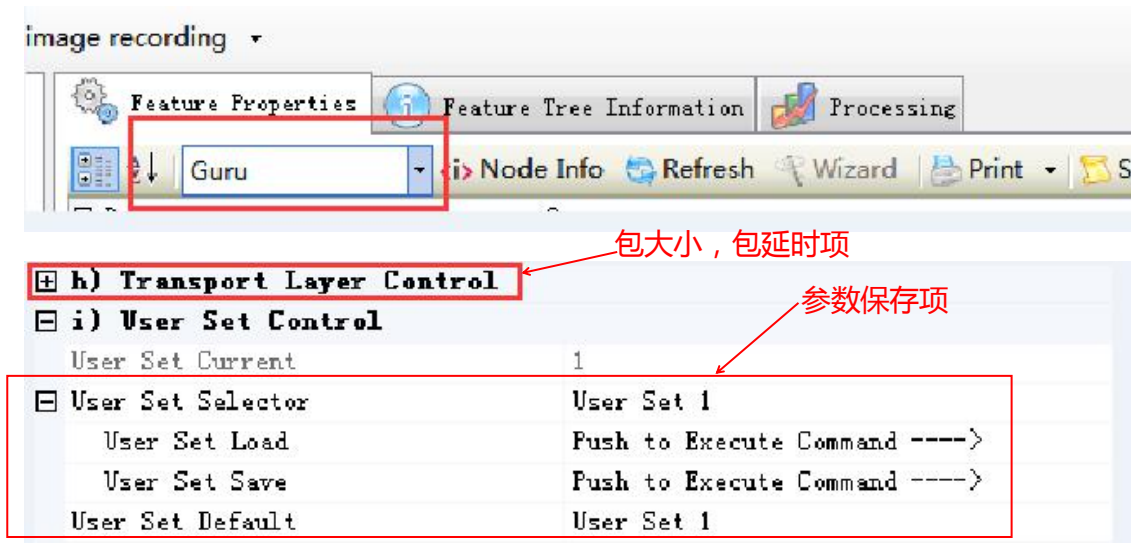 image recording
Feature Properties
Feature Tree Information
Processing
Guru
<i> Node Info
Refresh
Wizard
Print
包大小，包延时项
h) Transport Layer Control
参数保存项
i) User Set Control
User Set Current 1
User Set Selector User Set 1
User Set Load Push to Execute Command ---->
User Set Save Push to Execute Command ---->
User Set Default User Set 1